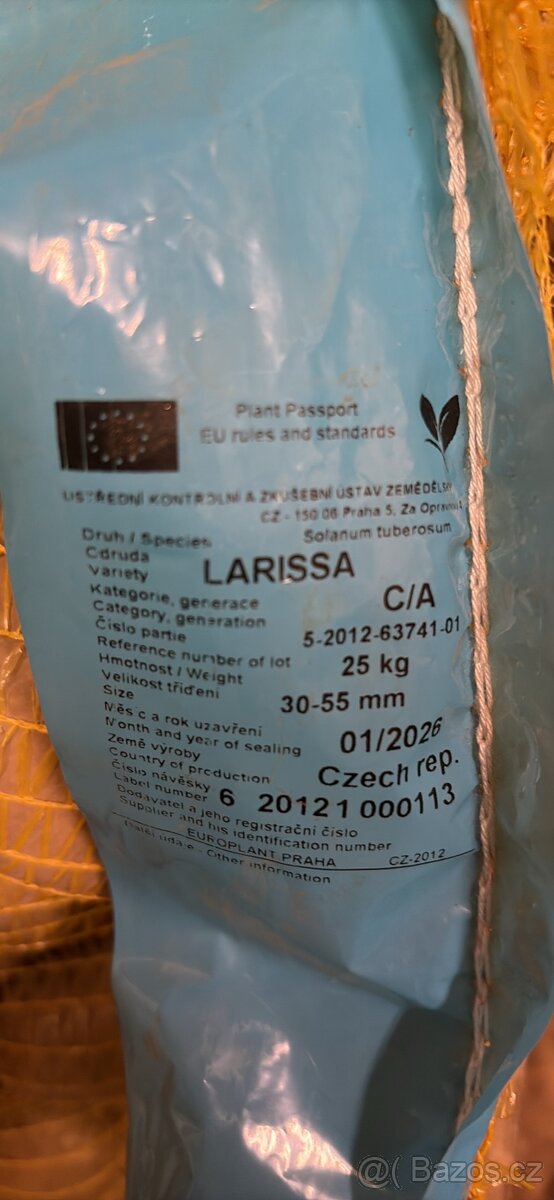 Plant Passport
EU rules and standards
ÚSTŘEDNÍ KONTROLNÍ A ZKUŠEBNÍ ÚSTAV ZEMĚDĚLSK
CZ - 150 06 Praha 5, Za Opravnou
Druh / Species Solanum tuberosum
Odruda
Variety LARISSA
Kategorie, generace
Category, generation C/A
Číslo partie
Reference number of lot 5-2012-63741-01
Hmotnost / Weight 25 kg
Velikost třídění
Size 30-55 mm
Měsíc a rok uzavření
Month and year of sealing 01/2026
Země výroby
Country of production Czech rep.
Číslo návěsky
Label number 6 20121 000113
Dodavatel a jeho registrační číslo
Supplier and his identification number
EUROPLANT PRAHA CZ-2012
Další údaje - Other information
@( Bazoš.cz